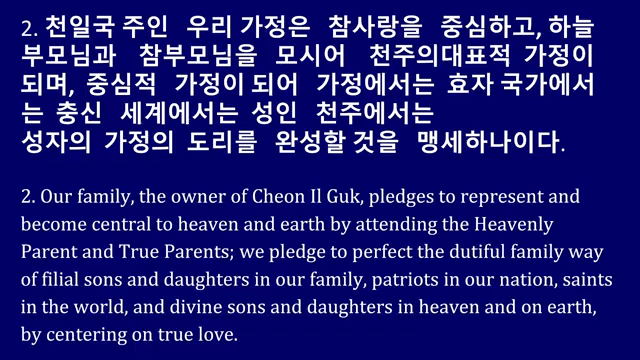 2. 천일국 주인 우리 가정은 참사랑을 중심하고, 하늘
부모님과 참부모님을 모시어 천주의대표적 가정이
되며, 중심적 가정이 되어 가정에서는 효자 국가에서
는 충신 세계에서는 성인 천주에서는
성자의 가정의 도리를 완성할 것을 맹세하나이다.
2. Our family, the owner of Cheon Il Guk, pledges to represent and
become central to heaven and earth by attending the Heavenly
Parent and True Parents; we pledge to perfect the dutiful family way
of filial sons and daughters in our family, patriots in our nation, saints
in the world, and divine sons and daughters in heaven and on earth,
by centering on true love.